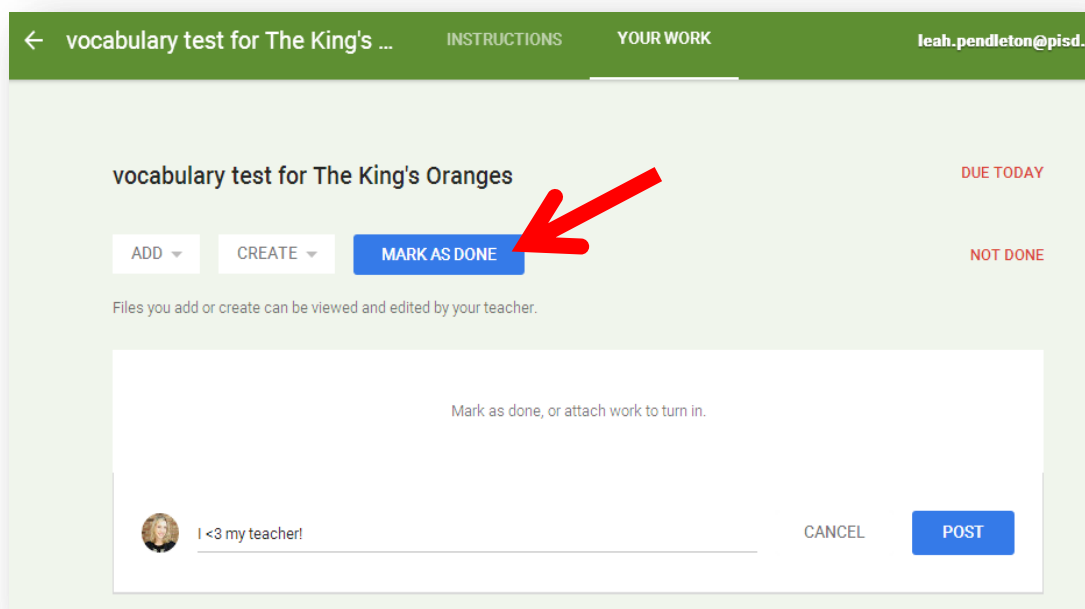 vocabulary test for The King's ... INSTRUCTIONS YOUR WORK leah.pendleton@pisd.
vocabulary test for The King's Oranges DUE TODAY
ADD CREATE MARK AS DONE NOT DONE
Files you add or create can be viewed and edited by your teacher.
Mark as done, or attach work to turn in.
I <3 my teacher! CANCEL POST